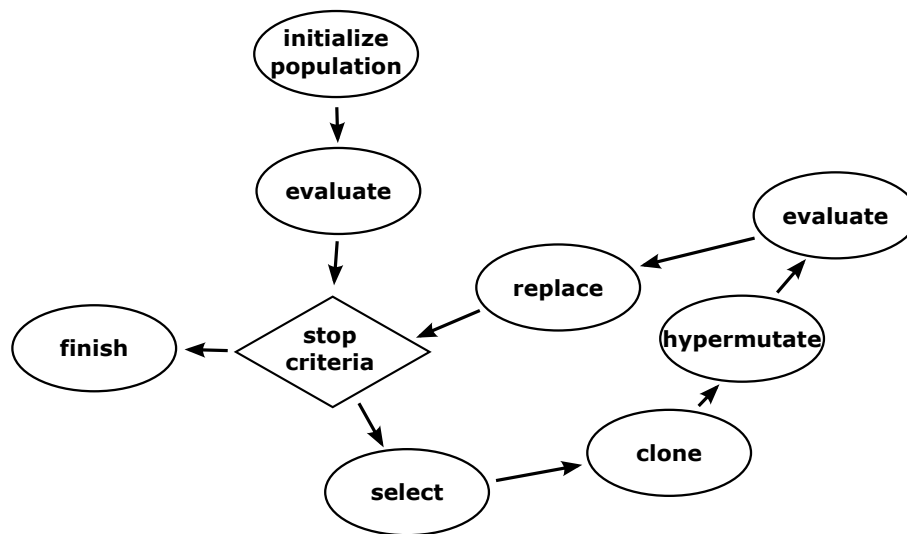 initialize
population
evaluate
evaluate
replace
hypermutate
stop
criteria
finish
clone
select